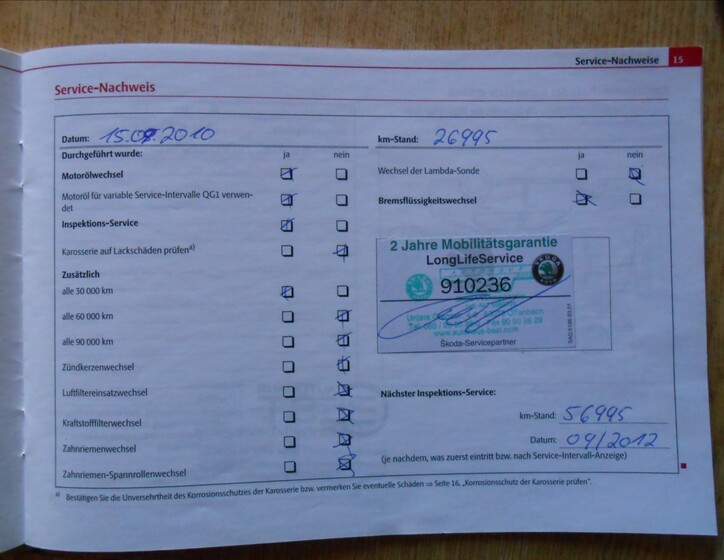 Service-Nachweise 15
Service-Nachweis
Datum: 15.09.2010
km-Stand: 26995
Durchgeführt wurde: ja nein
ja nein
Motorölwechsel
Wechsel der Lambda-Sonde
Motoröl für variable Service-Intervalle QG1 verwen-
det
Bremsflüssigkeitswechsel
Inspektions-Service
Karosserie auf Lackschäden prüfen a)
Zusätzlich
alle 30 000 km
alle 60 000 km
alle 90 000 km
Zündkerzenwechsel
Luftfiltereinsatzwechsel
Kraftstofffilterwechsel
Zahnriemenwechsel
Zahnriemen-Spannrollenwechsel
2 Jahre Mobilitätsgarantie
LongLifeService
910236
Offenbach
Škoda-Servicepartner
Nächster Inspektions-Service:
km-Stand: 56995
Datum: 09/2012
(je nachdem, was zuerst eintritt bzw. nach Service-Intervall-Anzeige)
a) Bestätigen Sie die Unversehrtheit des Korrosionsschutzes der Karosserie bzw. vermerken Sie eventuelle Schäden ⇒ Seite 16, „Korrosionsschutz der Karosserie prüfen“.